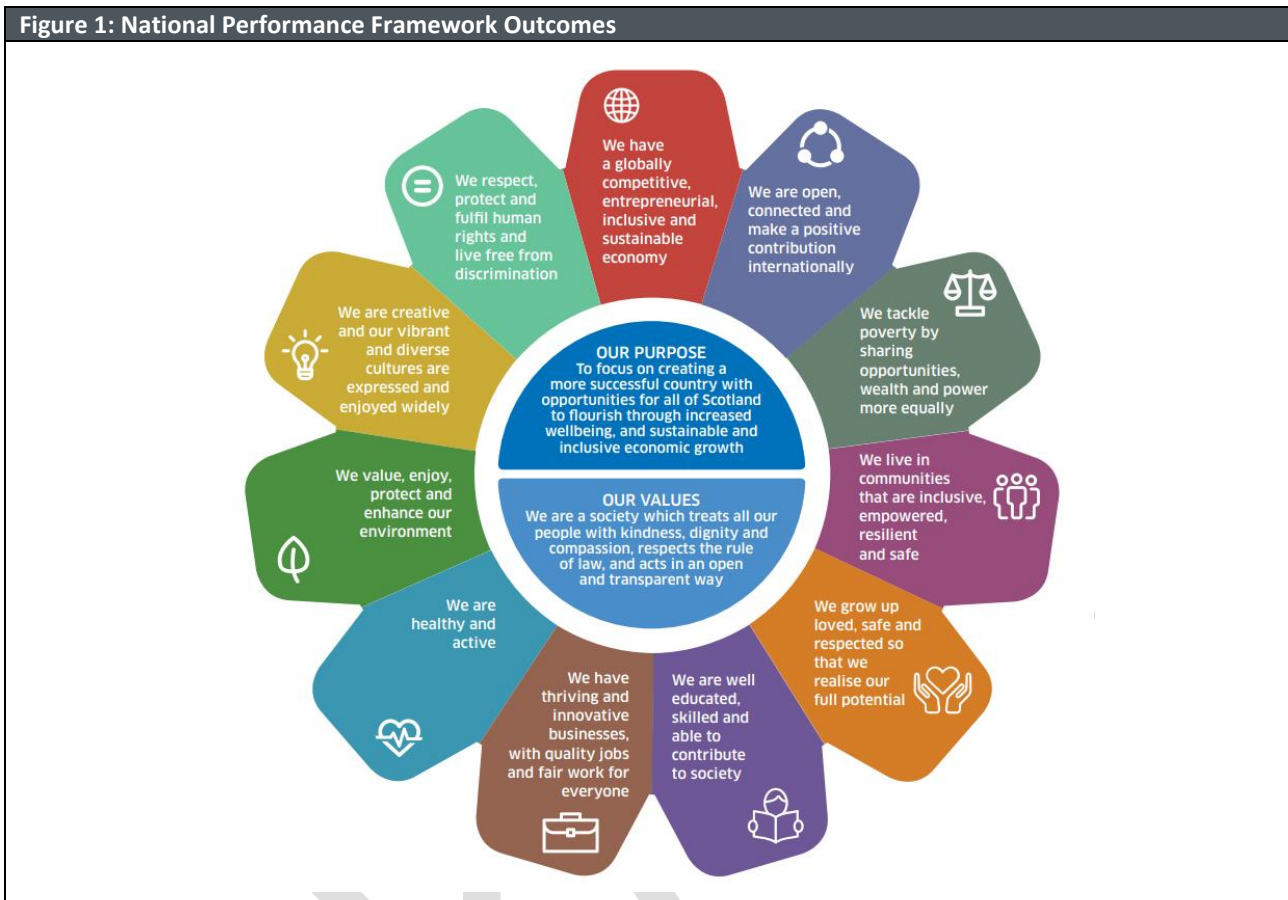 Figure 1: National Performance Framework Outcomes
We have
a globally
competitive,
entrepreneurial,
inclusive and
sustainable
economy
We are open,
connected and
make a positive
contribution
internationally
We tackle
poverty by
sharing
opportunities,
wealth and power
more equally
We live in
communities
that are inclusive,
empowered,
resilient
and safe
We grow up
loved, safe and
respected so
that we
realise our
full potential
We are well
educated,
skilled and
able to
contribute
to society
We have
thriving and
innovative
businesses,
with quality jobs
and fair work for
everyone
We are
healthy and
active
We value, enjoy,
protect and
enhance our
environment
We are creative
and our vibrant
and diverse
cultures are
expressed and
enjoyed widely
We respect,
protect and
fulfil human
rights and
live free from
discrimination
OUR PURPOSE
To focus on creating a
more successful country with
opportunities for all of Scotland
to flourish through increased
wellbeing, and sustainable and
inclusive economic growth
OUR VALUES
We are a society which treats all our
people with kindness, dignity and
compassion, respects the rule
of law, and acts in an open
and transparent way